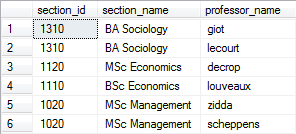 section_id section_name professor_name
1 1310 BA Sociology giot
2 1310 BA Sociology lecourt
3 1120 MSc Economics decrop
4 1110 BSc Economics louveaux
5 1020 MSc Management zidda
6 1020 MSc Management scheppens